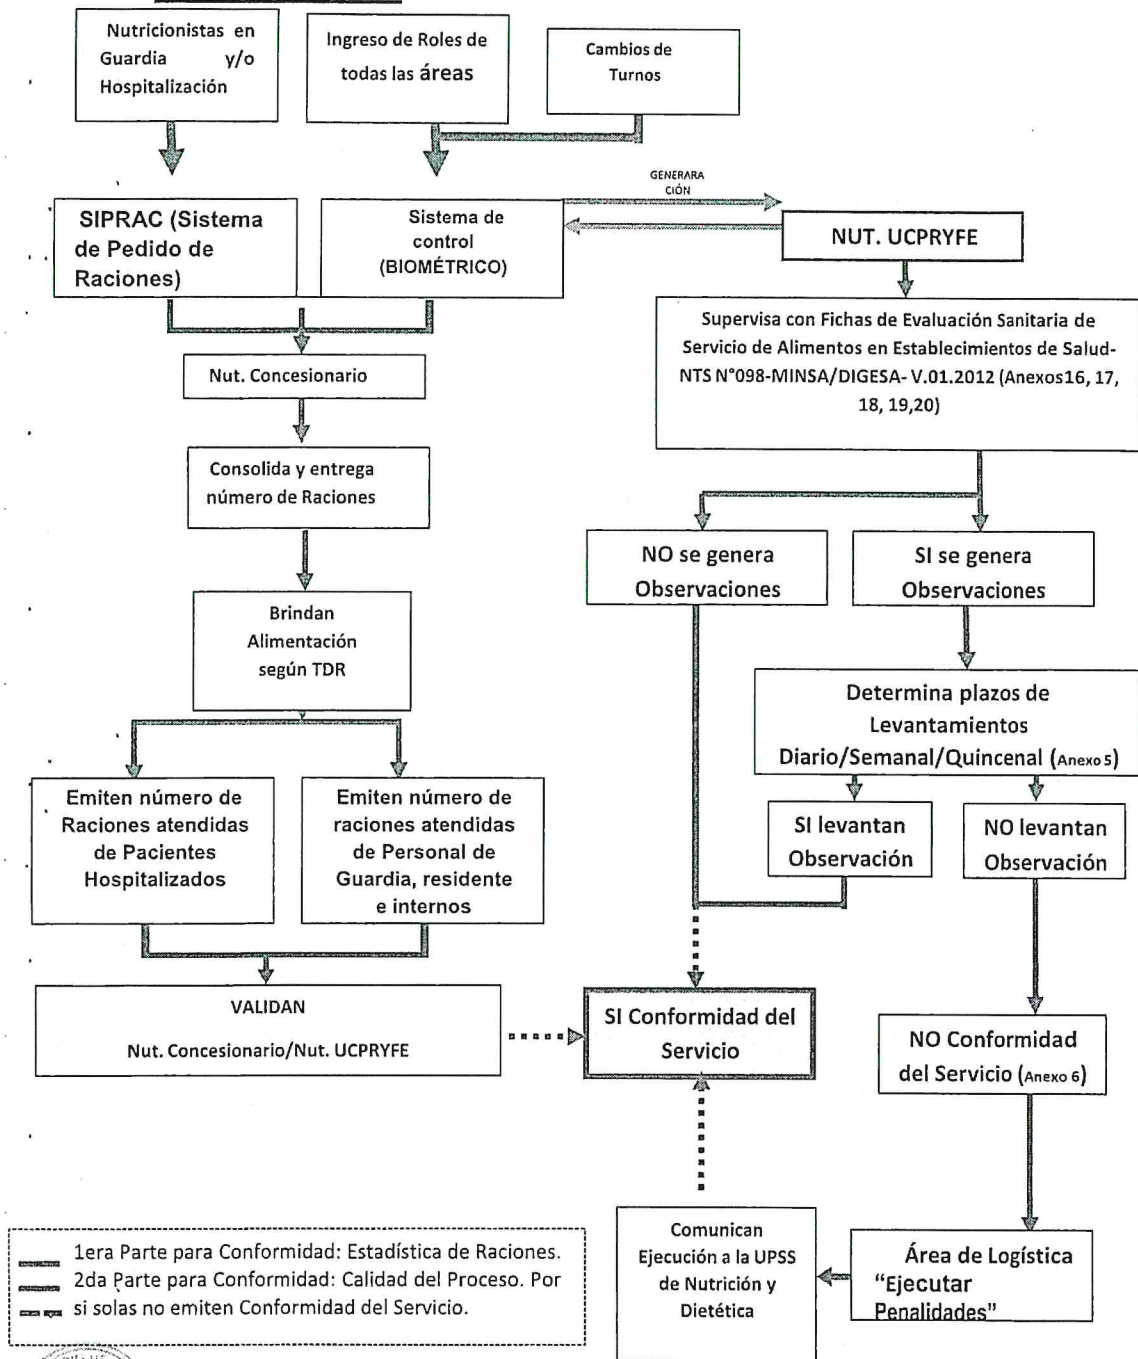 Nutricionistas en
Guardia y/o
Hospitalización
Ingreso de Roles de
todas las áreas
Cambios de
Turnos
GENERARA
CIÓN
SIPRAC (Sistema
de Pedido de
Raciones)
Sistema de
control
(BIOMÉTRICO)
NUT. UCPRYFE
Supervisa con Fichas de Evaluación Sanitaria de
Servicio de Alimentos en Establecimientos de Salud-
NTS N°098-MINSA/DIGESA- V.01.2012 (Anexos16, 17,
18, 19,20)
Nut. Concesionario
Consolida y entrega
número de Raciones
NO se genera
Observaciones
SI se genera
Observaciones
Brindan
Alimentación
según TDR
Determina plazos de
Levantamientos
Diario/Semanal/Quincenal (Anexo 5)
Emiten número de
Raciones atendidas
de Pacientes
Hospitalizados
Emiten número de
raciones atendidas
de Personal de
Guardia, residente
e internos
SI levantan
Observación
NO levantan
Observación
VALIDAN
Nut. Concesionario/Nut. UCPRYFE
SI Conformidad del
Servicio
NO Conformidad
del Servicio (Anexo 6)
Comunican
Ejecución a la UPSS
de Nutrición y
Dietética
Área de Logística
“Ejecutar
Penalidades”
1era Parte para Conformidad: Estadística de Raciones.
2da Parte para Conformidad: Calidad del Proceso. Por
si solas no emiten Conformidad del Servicio.